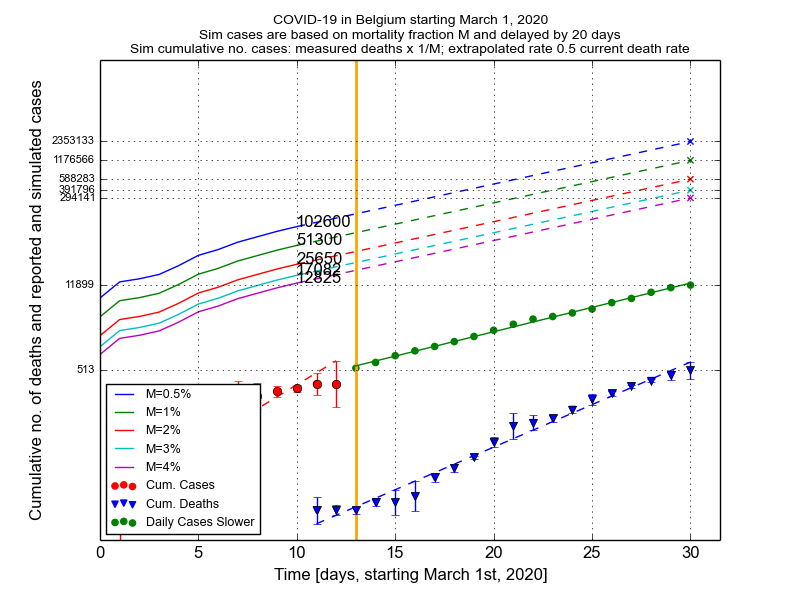 COVID-19 in Belgium starting March 1, 2020
Sim cases are based on mortality fraction M and delayed by 20 days
Sim cumulative no. cases: measured deaths x 1/M; extrapolated rate 0.5 current death rate
Cumulative no. of deaths and reported and simulated cases
2353133
1176566
588283
391796
294141
11899
513
102600
51300
25650
17082
12825
M=0.5%
M=1%
M=2%
M=3%
M=4%
Cum. Cases
Cum. Deaths
Daily Cases Slower
0 5 10 15 20 25 30
Time [days, starting March 1st, 2020]